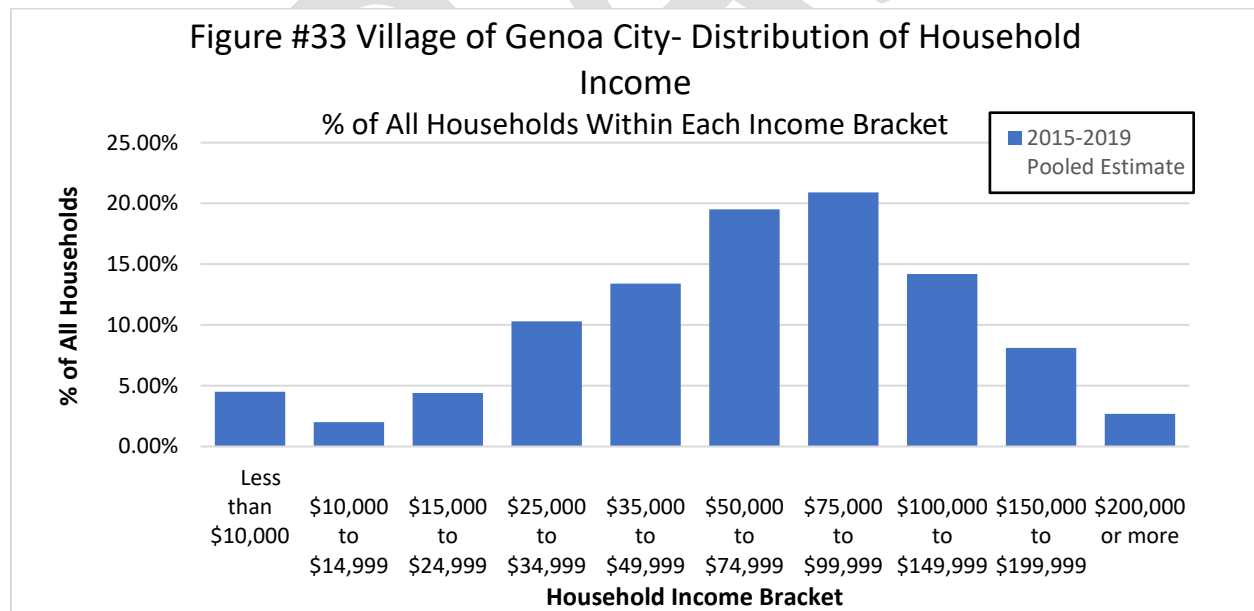 Figure #33 Village of Genoa City- Distribution of Household
Income
% of All Households Within Each Income Bracket
2015-2019
Pooled Estimate
% of All Households
25.00%
20.00%
15.00%
10.00%
5.00%
0.00%
Less
than
$10,000
$10,000
to
$14,999
$15,000
to
$24,999
$25,000
to
$34,999
$35,000
to
$49,999
$50,000
to
$74,999
$75,000
to
$99,999
$100,000
to
$149,999
$150,000
to
$199,999
$200,000
or more
Household Income Bracket